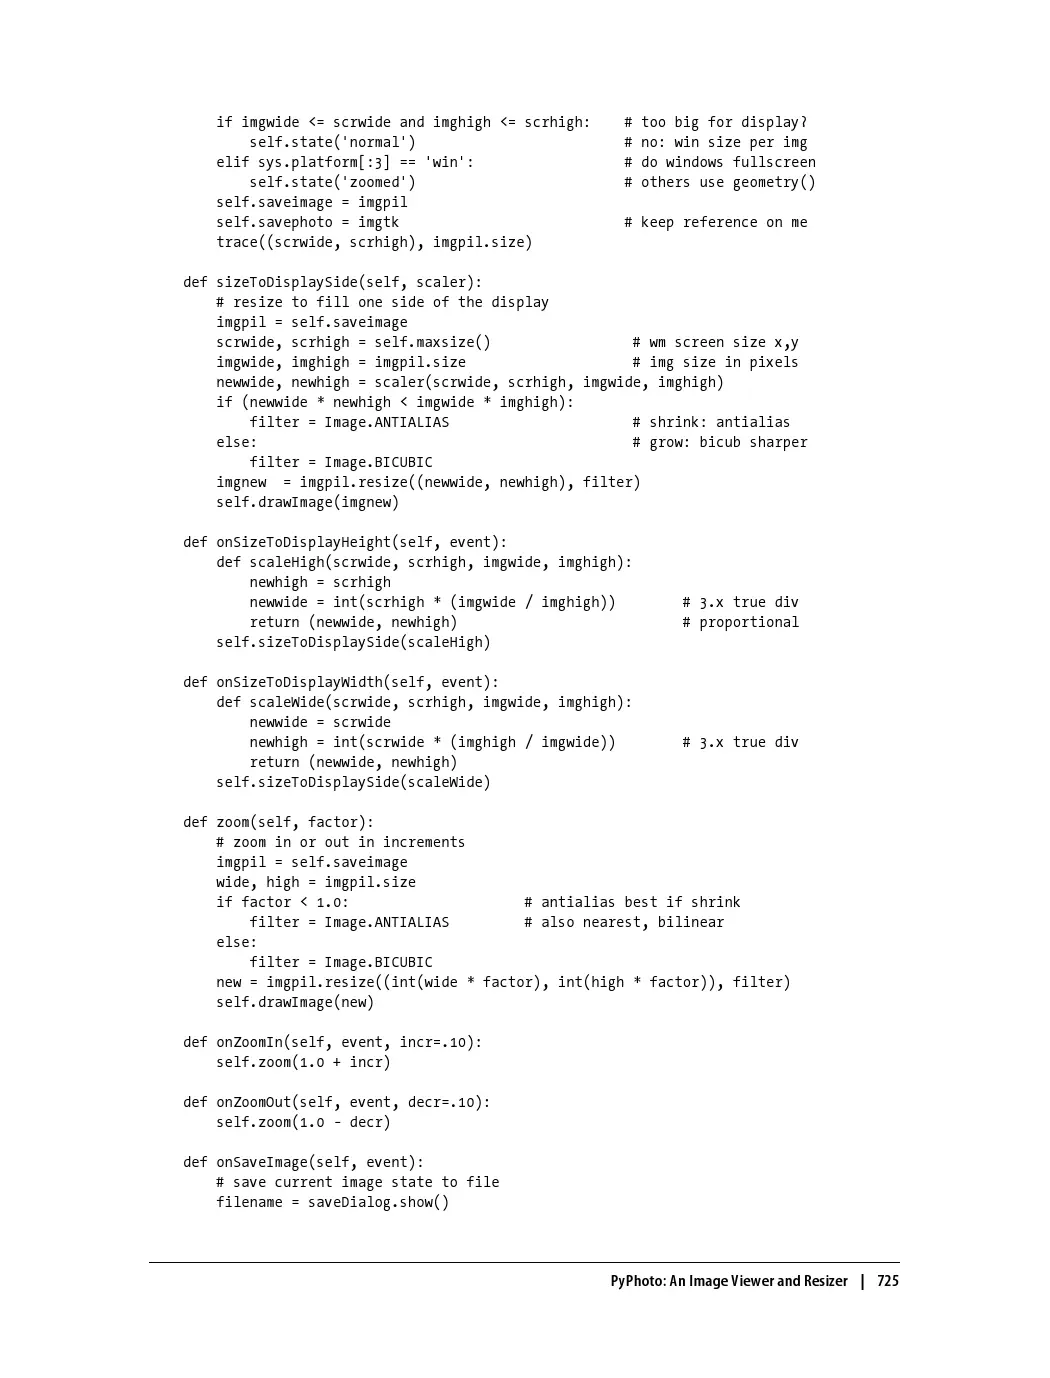 if imgwide <= scrwide and imghigh <= scrhigh:    # too big for display?
        self.state('normal')                         # no: win size per img
    elif sys.platform[:3] == 'win':                  # do windows fullscreen
        self.state('zoomed')                         # others use geometry()
    self.saveimage = imgpil
    self.savephoto = imgtk                           # keep reference on me
    trace((scrwide, scrhigh), imgpil.size)

def sizeToDisplaySide(self, scaler):
    # resize to fill one side of the display
    imgpil = self.saveimage
    scrwide, scrhigh = self.maxsize()                 # wm screen size x,y
    imgwide, imghigh = imgpil.size                    # img size in pixels
    newwide, newhigh = scaler(scrwide, scrhigh, imgwide, imghigh)
    if (newwide * newhigh < imgwide * imghigh):
        filter = Image.ANTIALIAS                      # shrink: antialias
    else:                                             # grow: bicub sharper
        filter = Image.BICUBIC
    imgnew  = imgpil.resize((newwide, newhigh), filter)
    self.drawImage(imgnew)

def onSizeToDisplayHeight(self, event):
    def scaleHigh(scrwide, scrhigh, imgwide, imghigh):
        newhigh = scrhigh
        newwide = int(scrhigh * (imgwide / imghigh))        # 3.x true div
        return (newwide, newhigh)                           # proportional
    self.sizeToDisplaySide(scaleHigh)

def onSizeToDisplayWidth(self, event):
    def scaleWide(scrwide, scrhigh, imgwide, imghigh):
        newwide = scrwide
        newhigh = int(scrwide * (imghigh / imgwide))        # 3.x true div
        return (newwide, newhigh)
    self.sizeToDisplaySide(scaleWide)

def zoom(self, factor):
    # zoom in or out in increments
    imgpil = self.saveimage
    wide, high = imgpil.size
    if factor < 1.0:                     # antialias best if shrink
        filter = Image.ANTIALIAS         # also nearest, bilinear
    else:
        filter = Image.BICUBIC
    new = imgpil.resize((int(wide * factor), int(high * factor)), filter)
    self.drawImage(new)

def onZoomIn(self, event, incr=.10):
    self.zoom(1.0 + incr)

def onZoomOut(self, event, decr=.10):
    self.zoom(1.0 - decr)

def onSaveImage(self, event):
    # save current image state to file
    filename = saveDialog.show()

PyPhoto: An Image Viewer and Resizer | 725